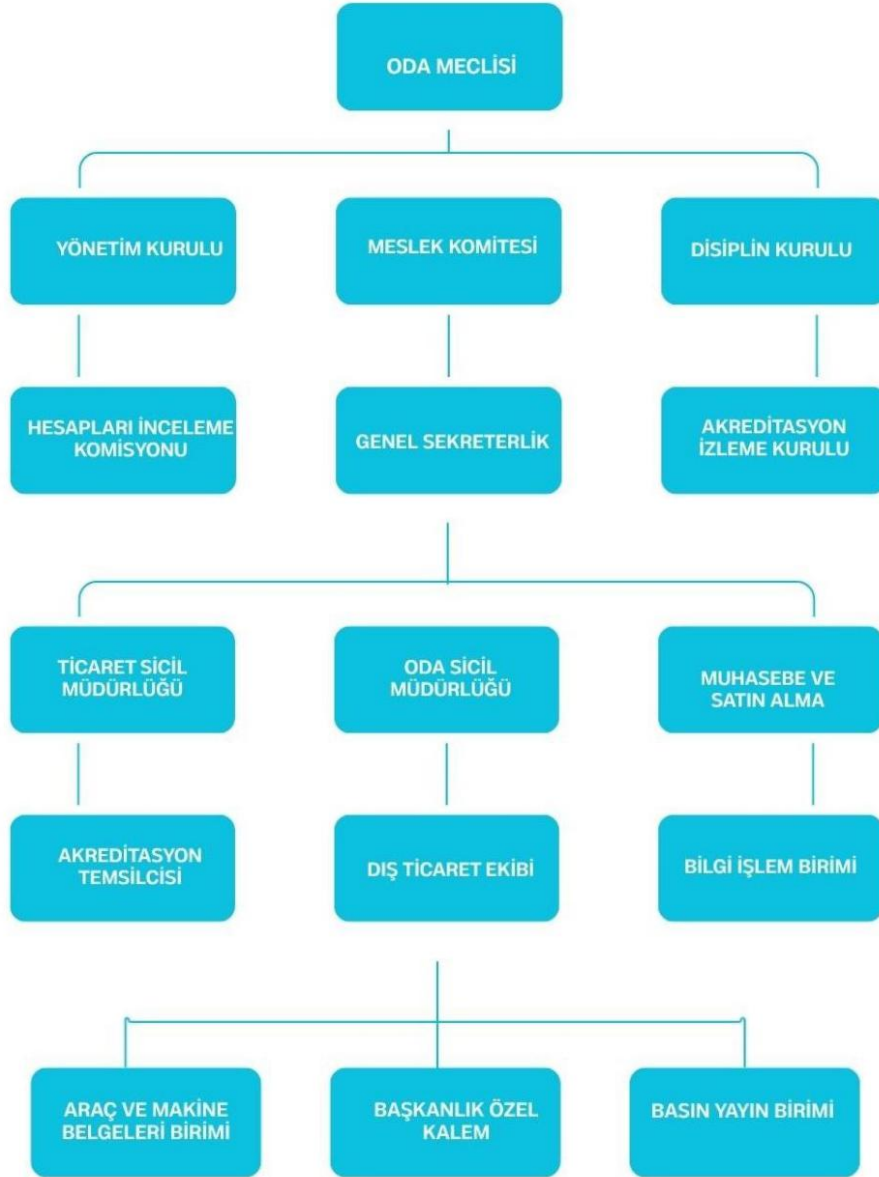 ODA MECLİSİ
YÖNETİM KURULU
MESLEK KOMİTESİ
DİSİPLİN KURULU
HESAPLARI İNCELEME
KOMİSYONU
GENEL SEKRETERLİK
AKREDİTASYON
İZLEME KURULU
TİCARET SİCİL
MÜDÜRLÜĞÜ
ODA SİCİL
MÜDÜRLÜĞÜ
MUHASEBE VE
SATIN ALMA
AKREDİTASYON
TEMSİLCİSİ
DIŞ TİCARET EKİBİ
BİLGİ İŞLEM BİRİMİ
ARAÇ VE MAKİNE
BELGELERİ BİRİMİ
BAŞKANLIK ÖZEL
KALEM
BASIN YAYIN BİRİMİ